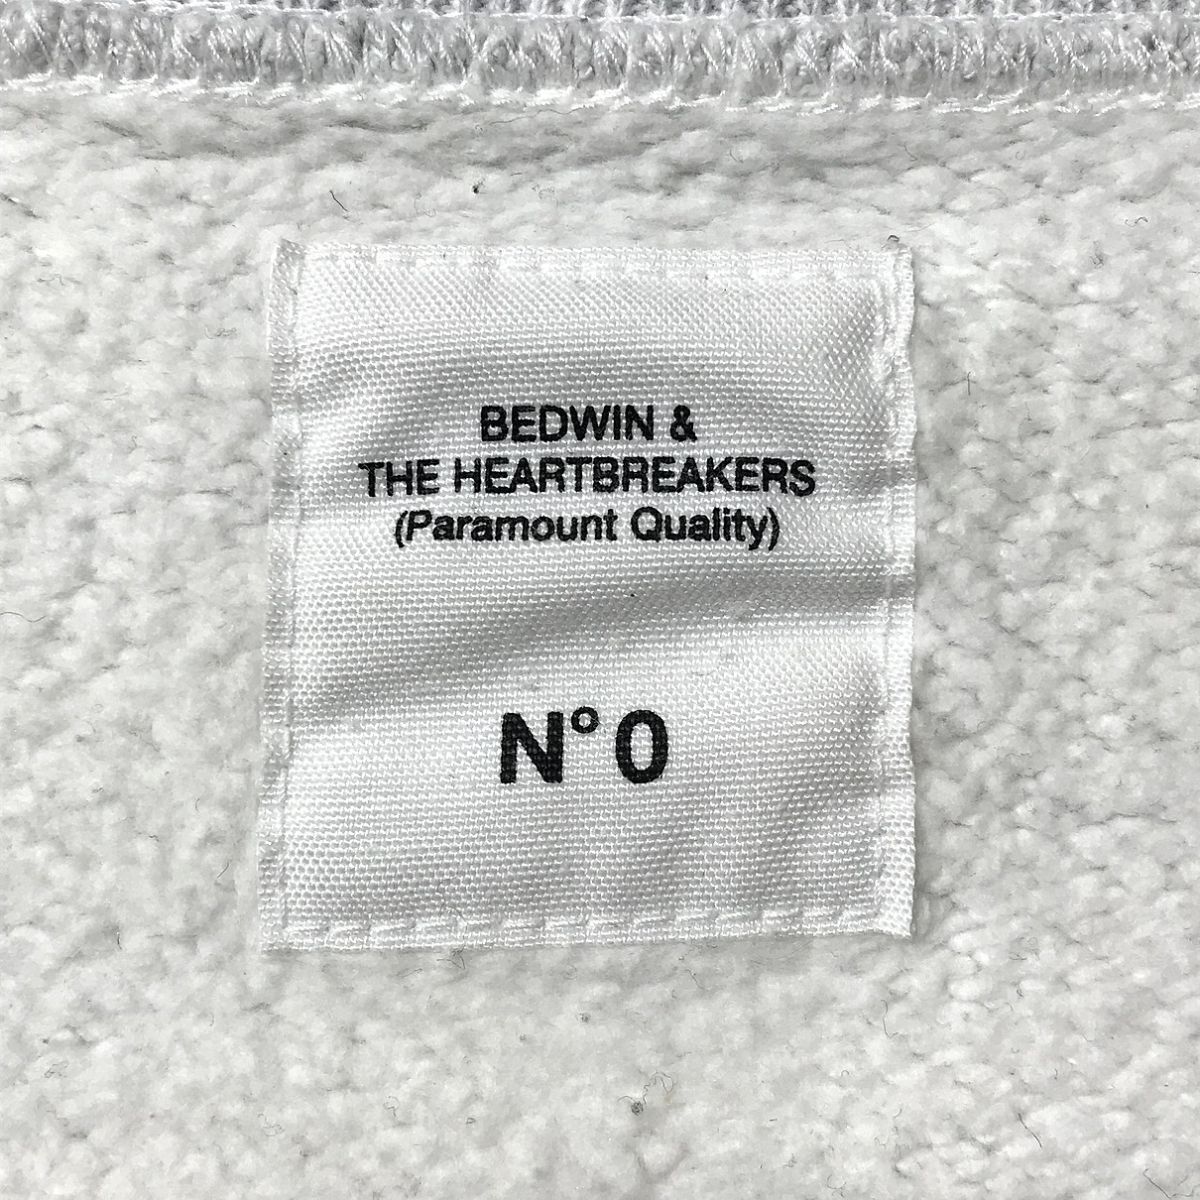 BEDWIN &
THE HEARTBREAKERS
(Paramount Quality)
N° 0